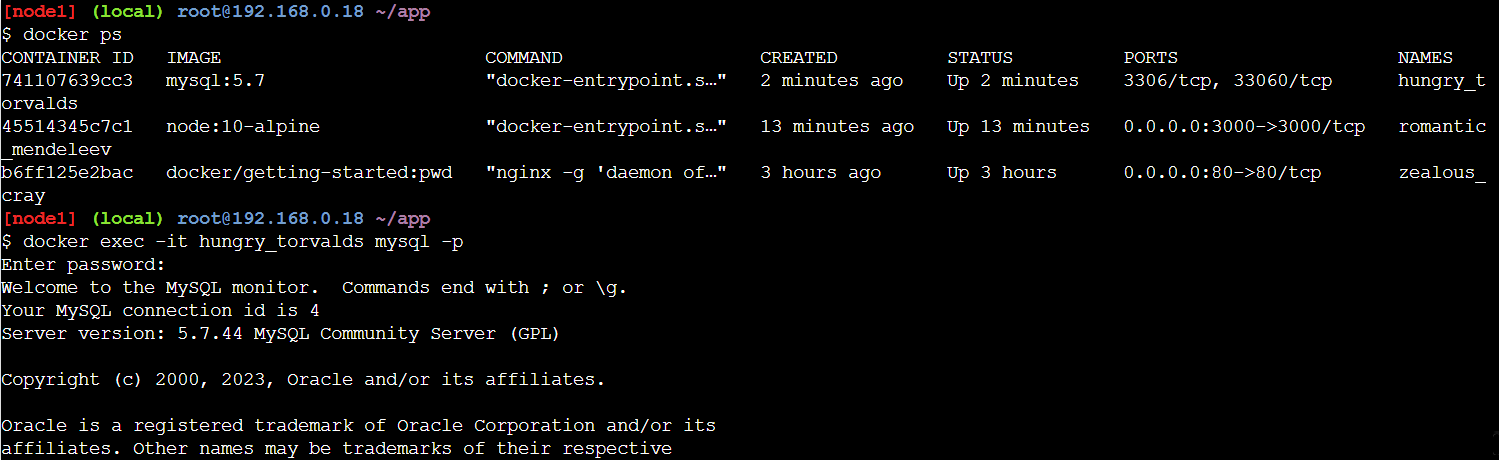 [node1] (local) root@192.168.0.18 ~/app
$ docker ps
CONTAINER ID   IMAGE                        COMMAND                  CREATED          STATUS          PORTS                    NAMES
741107639cc3   mysql:5.7                    "docker-entrypoint.s…"   2 minutes ago    Up 2 minutes    3306/tcp, 33060/tcp      hungry_t
orvalds
45514345c7c1   node:10-alpine               "docker-entrypoint.s…"   13 minutes ago   Up 13 minutes   0.0.0.0:3000->3000/tcp   romantic
_mendeleev
b6ff125e2bac   docker/getting-started:pwd   "nginx -g 'daemon of…"   3 hours ago      Up 3 hours      0.0.0.0:80->80/tcp       zealous_
cray
[node1] (local) root@192.168.0.18 ~/app
$ docker exec -it hungry_torvalds mysql -p
Enter password:
Welcome to the MySQL monitor.  Commands end with ; or \g.
Your MySQL connection id is 4
Server version: 5.7.44 MySQL Community Server (GPL)

Copyright (c) 2000, 2023, Oracle and/or its affiliates.

Oracle is a registered trademark of Oracle Corporation and/or its
affiliates. Other names may be trademarks of their respective